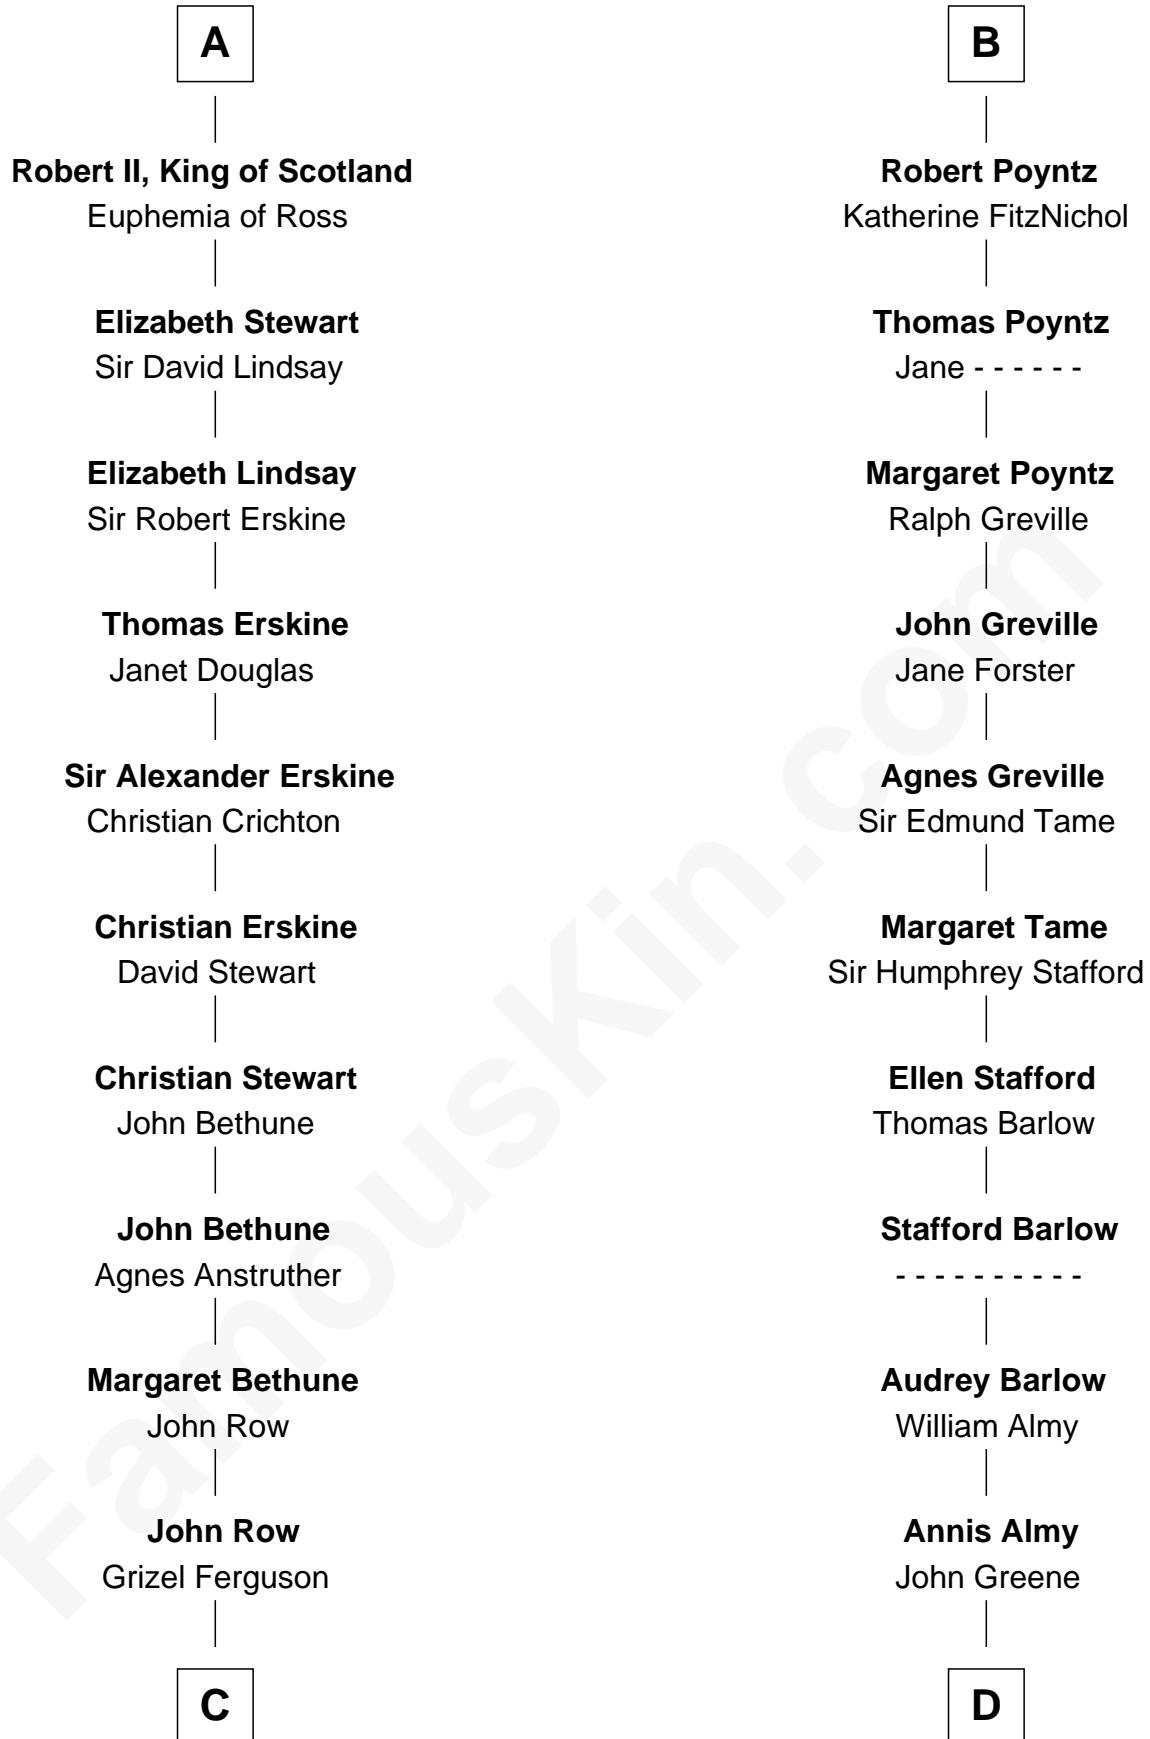 A
Robert II, King of Scotland
Euphemia of Ross
Elizabeth Stewart
Sir David Lindsay
Elizabeth Lindsay
Sir Robert Erskine
Thomas Erskine
Janet Douglas
Sir Alexander Erskine
Christian Crichton
Christian Erskine
David Stewart
Christian Stewart
John Bethune
John Bethune
Agnes Anstruther
Margaret Bethune
John Row
John Row
Grizel Ferguson
C
B
Robert Poyntz
Katherine FitzNichol
Thomas Poyntz
Jane - - - - - -
Margaret Poyntz
Ralph Greville
John Greville
Jane Forster
Agnes Greville
Sir Edmund Tame
Margaret Tame
Sir Humphrey Stafford
Ellen Stafford
Thomas Barlow
Stafford Barlow
- - - - - - - - - -
Audrey Barlow
William Almy
Annis Almy
John Greene
D
FamousKin.com